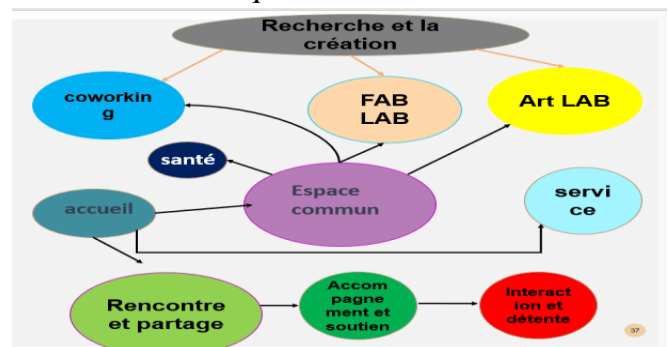 Recherche et la
création
coworkin
g
FAB
LAB
Art LAB
santé
Espace
commun
accueil
servi
ce
Rencontre
et partage
Accom
pagne
ment et
soutien
Interact
ion et
détente
37